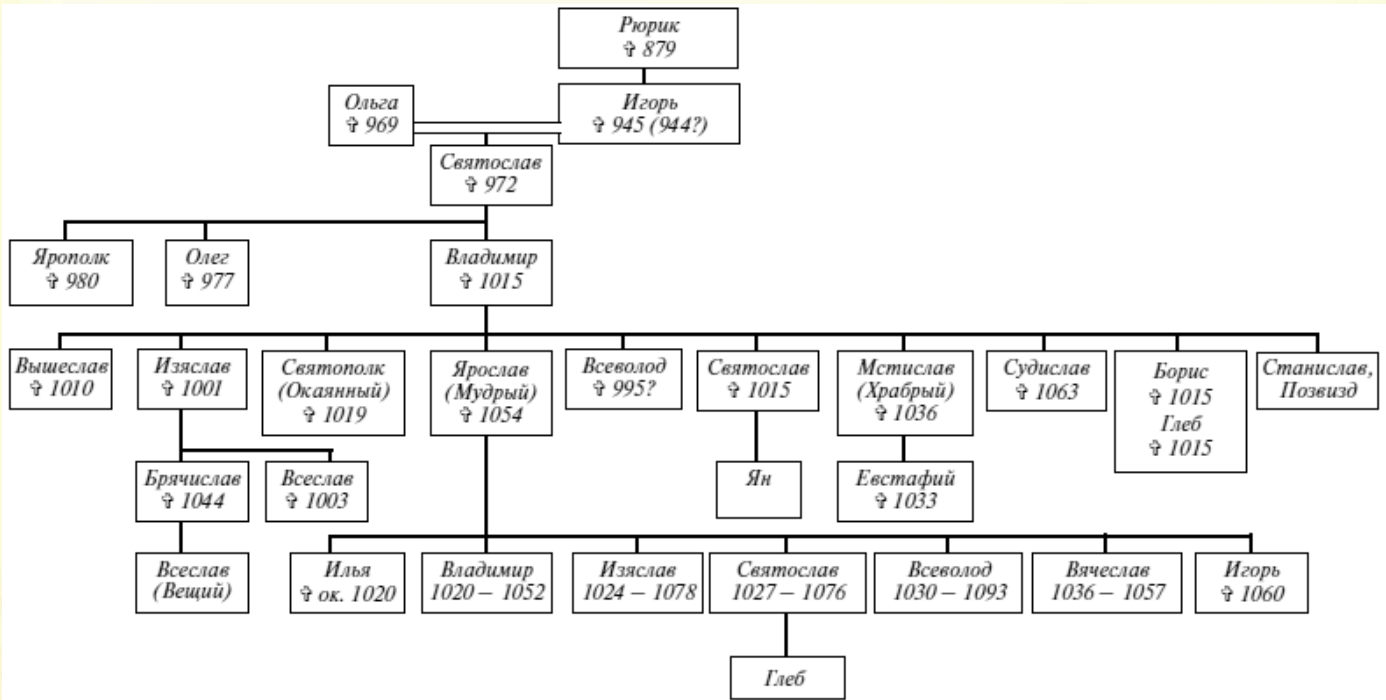 Рюрик
✞ 879
Ольга
✞ 969
Игорь
✞ 945 (944?)
Святослав
✞ 972
Ярополк
✞ 980
Олег
✞ 977
Владимир
✞ 1015
Вышеслав
✞ 1010
Изяслав
✞ 1001
Святополк
(Окаянный)
✞ 1019
Ярослав
(Мудрый)
✞ 1054
Всеволод
✞ 995?
Святослав
✞ 1015
Мстислав
(Храбрый)
✞ 1036
Судислав
✞ 1063
Борис
✞ 1015
Глеб
✞ 1015
Станислав,
Позвизд
Брячислав
✞ 1044
Всеслав
✞ 1003
Ян
Евстафий
✞ 1033
Всеслав
(Вещий)
Илья
✞ ок. 1020
Владимир
1020 – 1052
Изяслав
1024 – 1078
Святослав
1027 – 1076
Всеволод
1030 – 1093
Вячеслав
1036 – 1057
Игорь
✞ 1060
Глеб